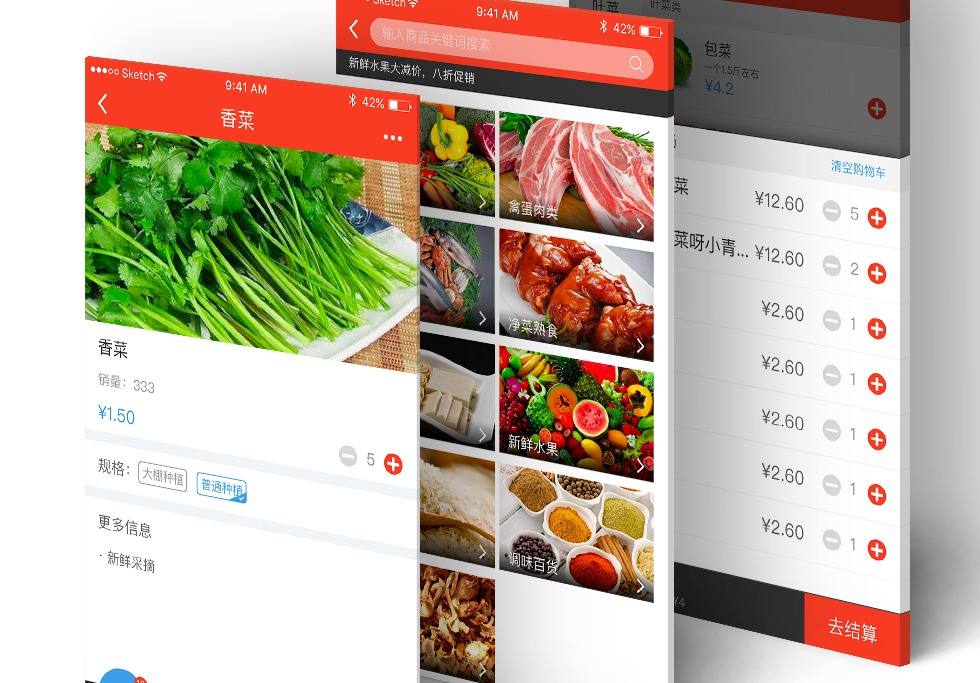 Sketch
9:41 AM
42%
香菜
•••
香菜
销量：333
¥1.50
5
规格：
大棚种植
普通种植
更多信息
· 新鲜采摘
Sketch
9:41 AM
42%
输入商品关键词搜索
新鲜水果大减价，八折促销
禽蛋肉类
净菜熟食
新鲜水果
调味百货
叶菜
叶菜类
包菜
一个1.5斤左右
¥4.2
清空购物车
菜 ¥12.60 5
菜呀小青... ¥12.60 2
¥2.60 1
¥2.60 1
¥2.60 1
¥2.60 1
¥2.60 1
¥4
去结算